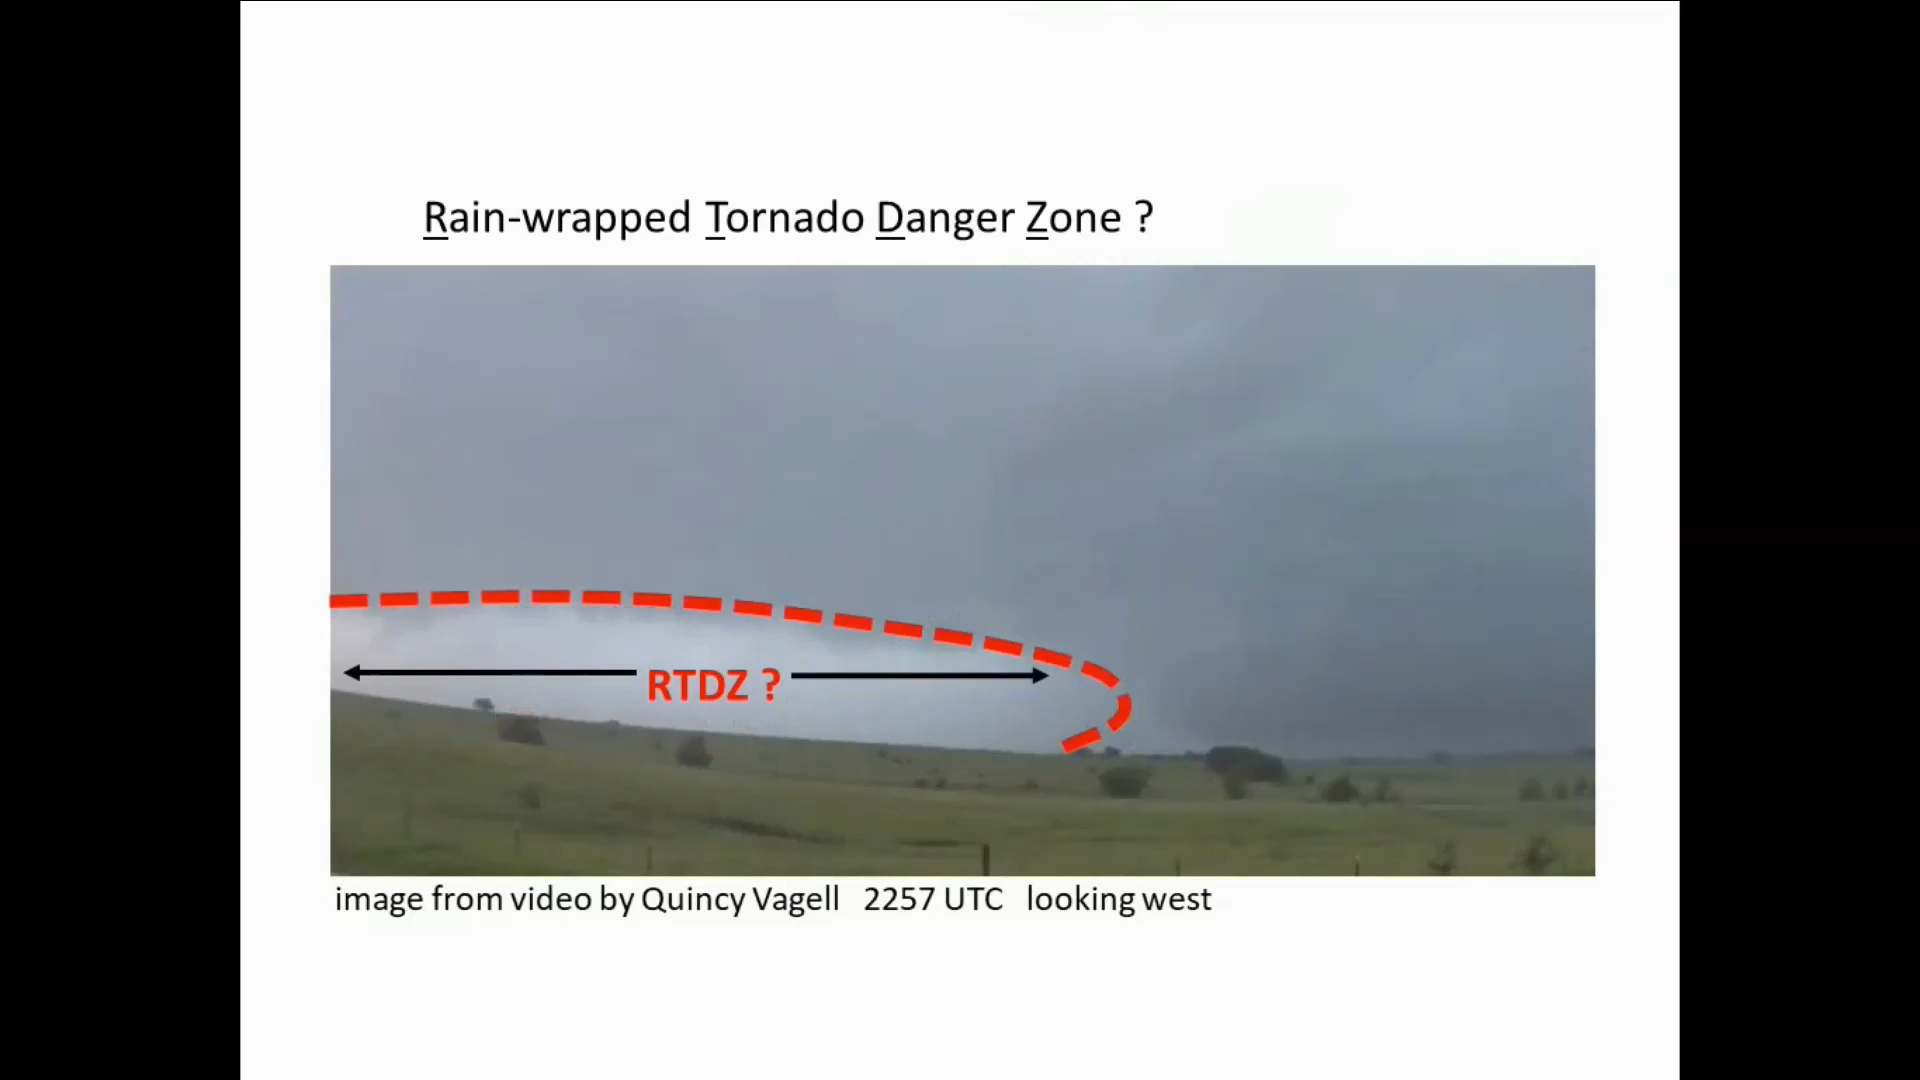 Rain-wrapped Tornado Danger Zone ?
RTDZ ?
image from video by Quincy Vagell 2257 UTC looking west